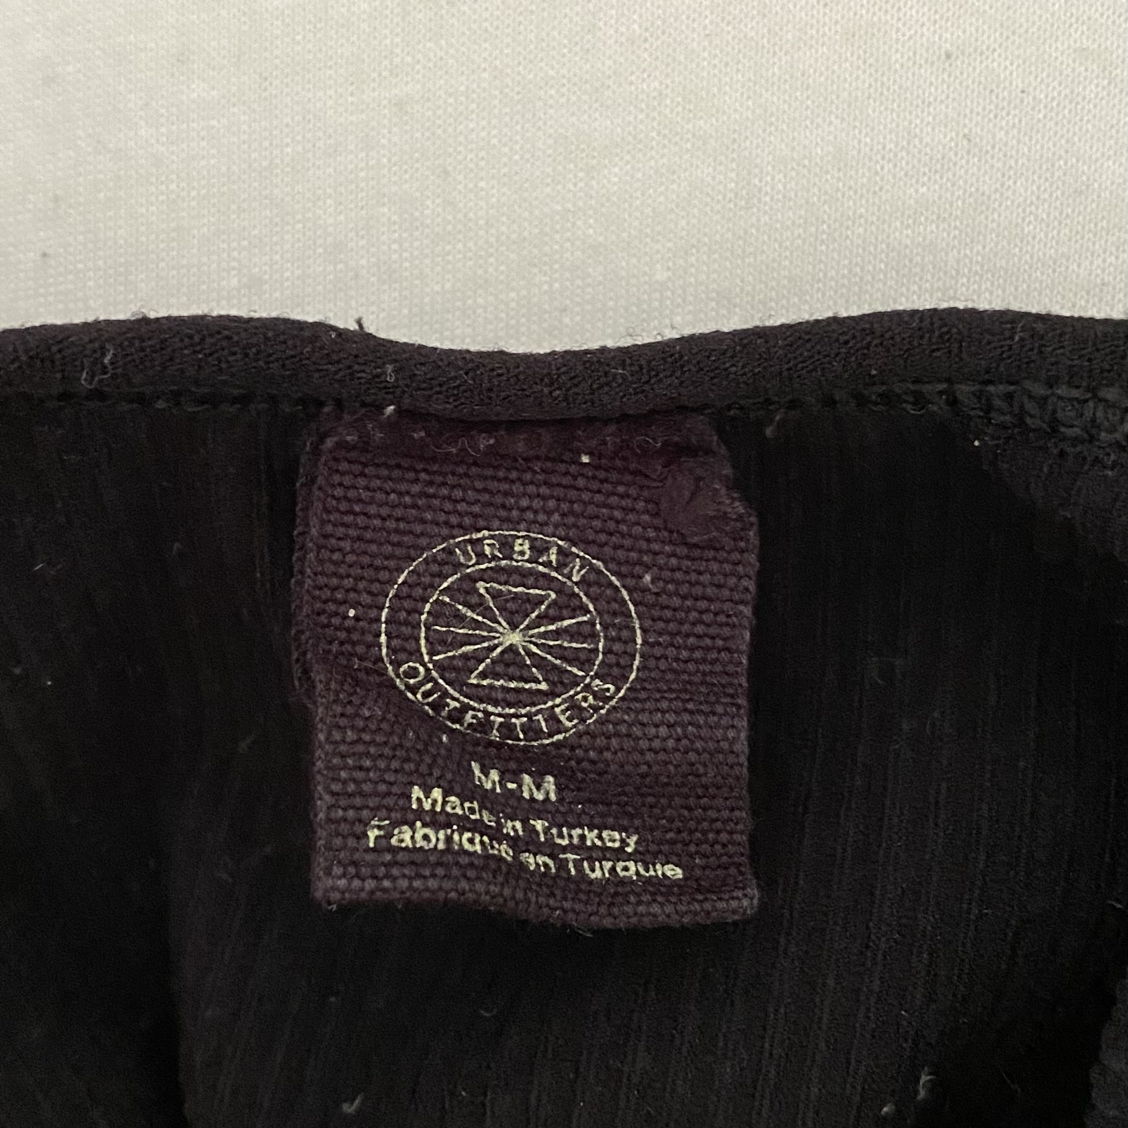 URBAN
OUTFITTERS
M-M
Made in Turkey
Fabriqué en Turquie